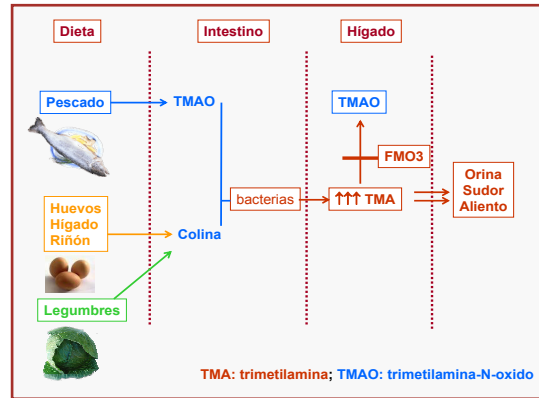 Dieta
Intestino
Hígado
Pescado
TMAO
TMAO
FMO3
Huevos
Hígado
Riñón
bacterias
↑↑↑ TMA
Orina
Sudor
Aliento
Colina
Legumbres
TMA: trimetilamina; TMAO: trimetilamina-N-oxido